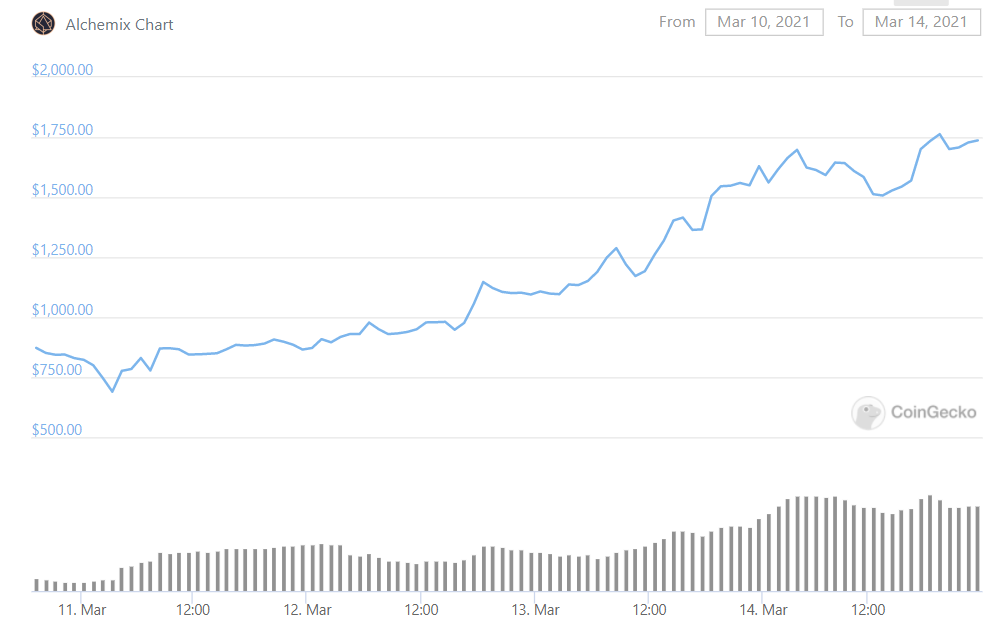 Alchemix Chart
From Mar 10, 2021 To Mar 14, 2021
$2,000.00
$1,750.00
$1,500.00
$1,250.00
$1,000.00
$750.00
$500.00
CoinGecko
11. Mar 12:00 12. Mar 12:00 13. Mar 12:00 14. Mar 12:00